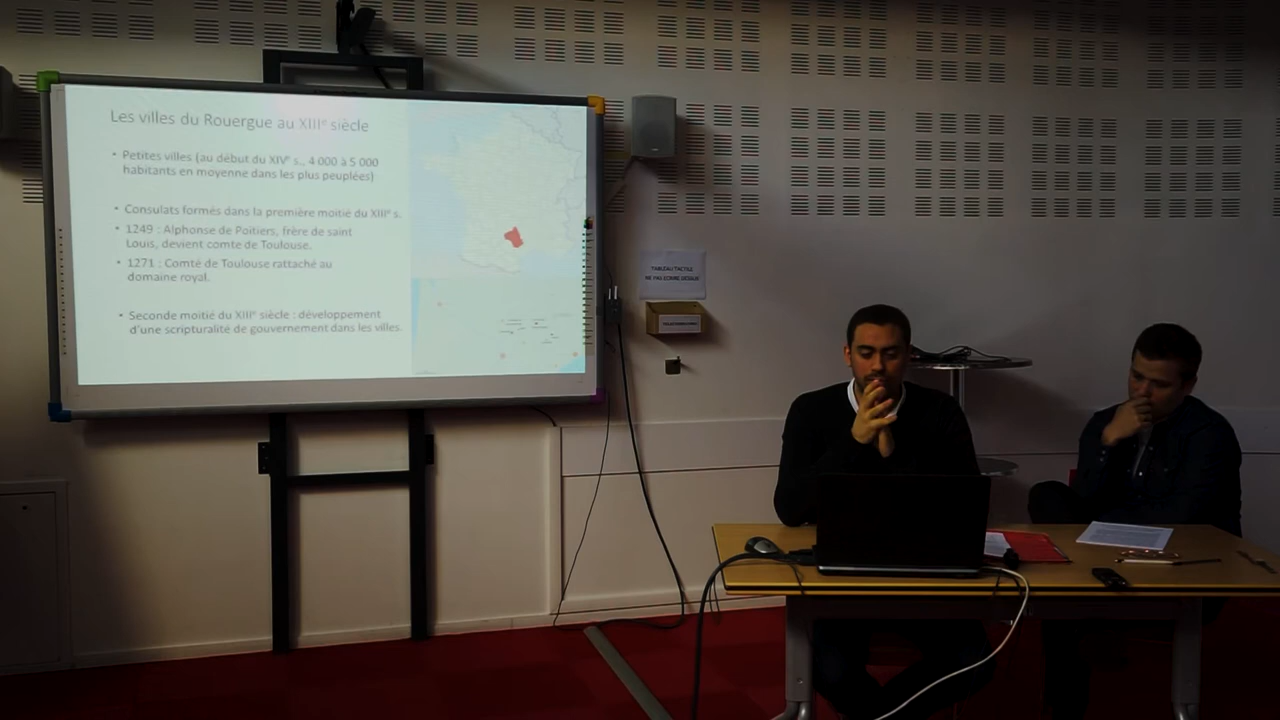 Les villes du Rouergue au XIIIe siècle
• Petites villes (au début du XIVe s., 4 000 à 5 000
habitants en moyenne dans les plus peuplées)
• Consulats formés dans la première moitié du XIIIe s.
• 1249 : Alphonse de Poitiers, frère de saint
Louis, devient comte de Toulouse.
• 1271 : Comté de Toulouse rattaché au
domaine royal.
• Seconde moitié du XIIIe siècle : développement
d'une scripturalité de gouvernement dans les villes.
TABLEAU TACTILE
NE PAS ECRIRE DESSUS